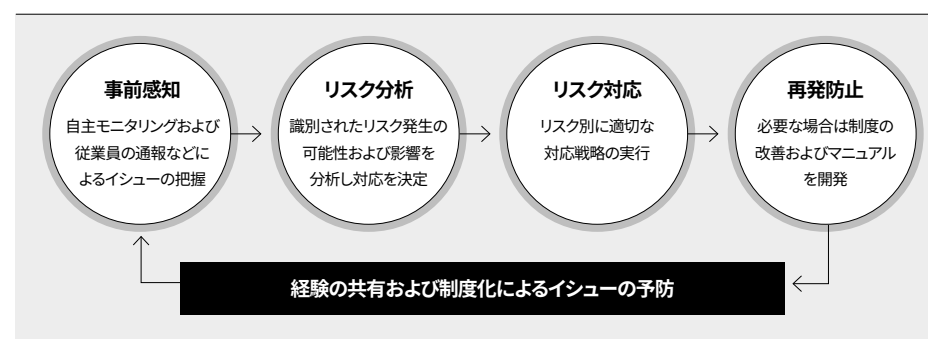 事前感知
自主モニタリングおよび
従業員の通報などに
よるイシューの把握
リスク分析
識別されたリスク発生の
可能性および影響を
分析し対応を決定
リスク対応
リスク別に適切な
対応戦略の実行
再発防止
必要な場合は制度の
改善およびマニュアル
を開発
経験の共有および制度化によるイシューの予防